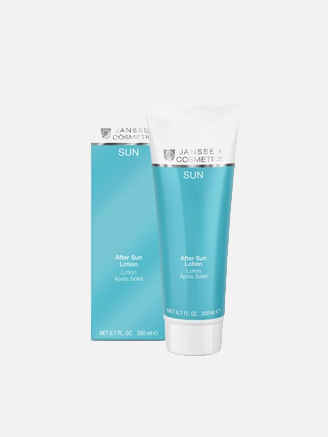 JANSSEN
COSMETICS
SUN
After Sun
Lotion
Lotion
Après Soleil
NET 6.7 FL. OZ. 200 ml e
JANSSEN
COSMETICS
SUN
After Sun
Lotion
Lotion
Après Soleil
NET 6.7 FL. OZ. 200 ml e